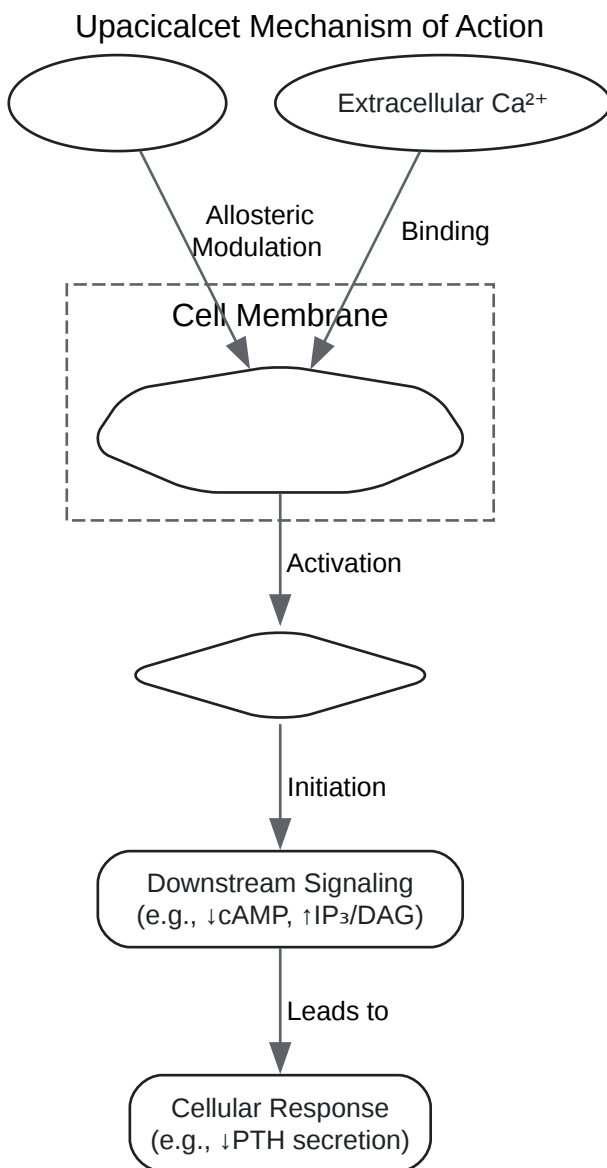 Upacicalcet Mechanism of Action
Extracellular Ca²⁺
Allosteric
Modulation
Binding
Cell Membrane
Activation
Initiation
Downstream Signaling
(e.g., ↓cAMP, ↑IP₃/DAG)
Leads to
Cellular Response
(e.g., ↓PTH secretion)